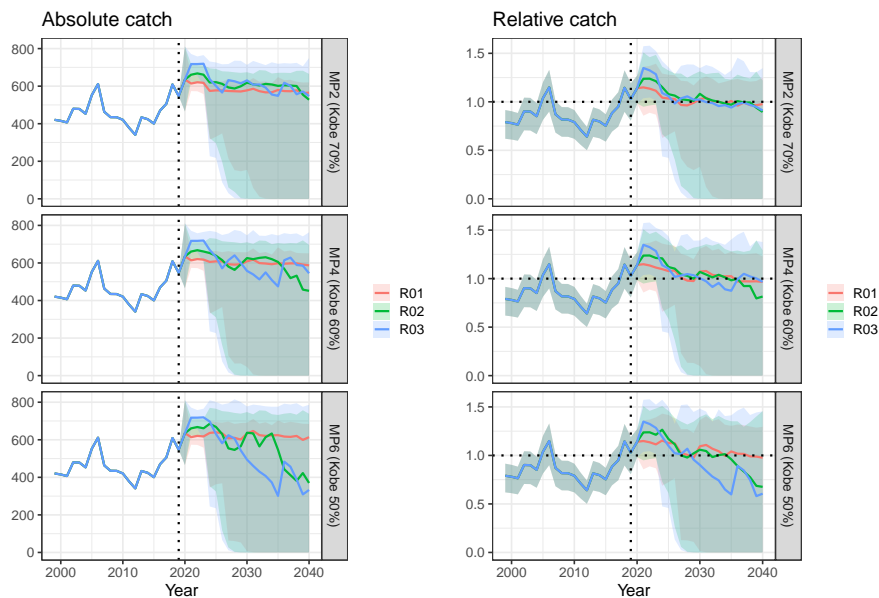 Absolute catch
800
600
400
200
0
MP2 (Kobe 70%)
800
600
400
200
0
MP4 (Kobe 60%)
800
600
400
200
0
MP6 (Kobe 50%)
2000 2010 2020 2030 2040
Year
R01
R02
R03
Relative catch
1.5
1.0
0.5
0.0
MP2 (Kobe 70%)
1.5
1.0
0.5
0.0
MP4 (Kobe 60%)
1.5
1.0
0.5
0.0
MP6 (Kobe 50%)
2000 2010 2020 2030 2040
Year
R01
R02
R03